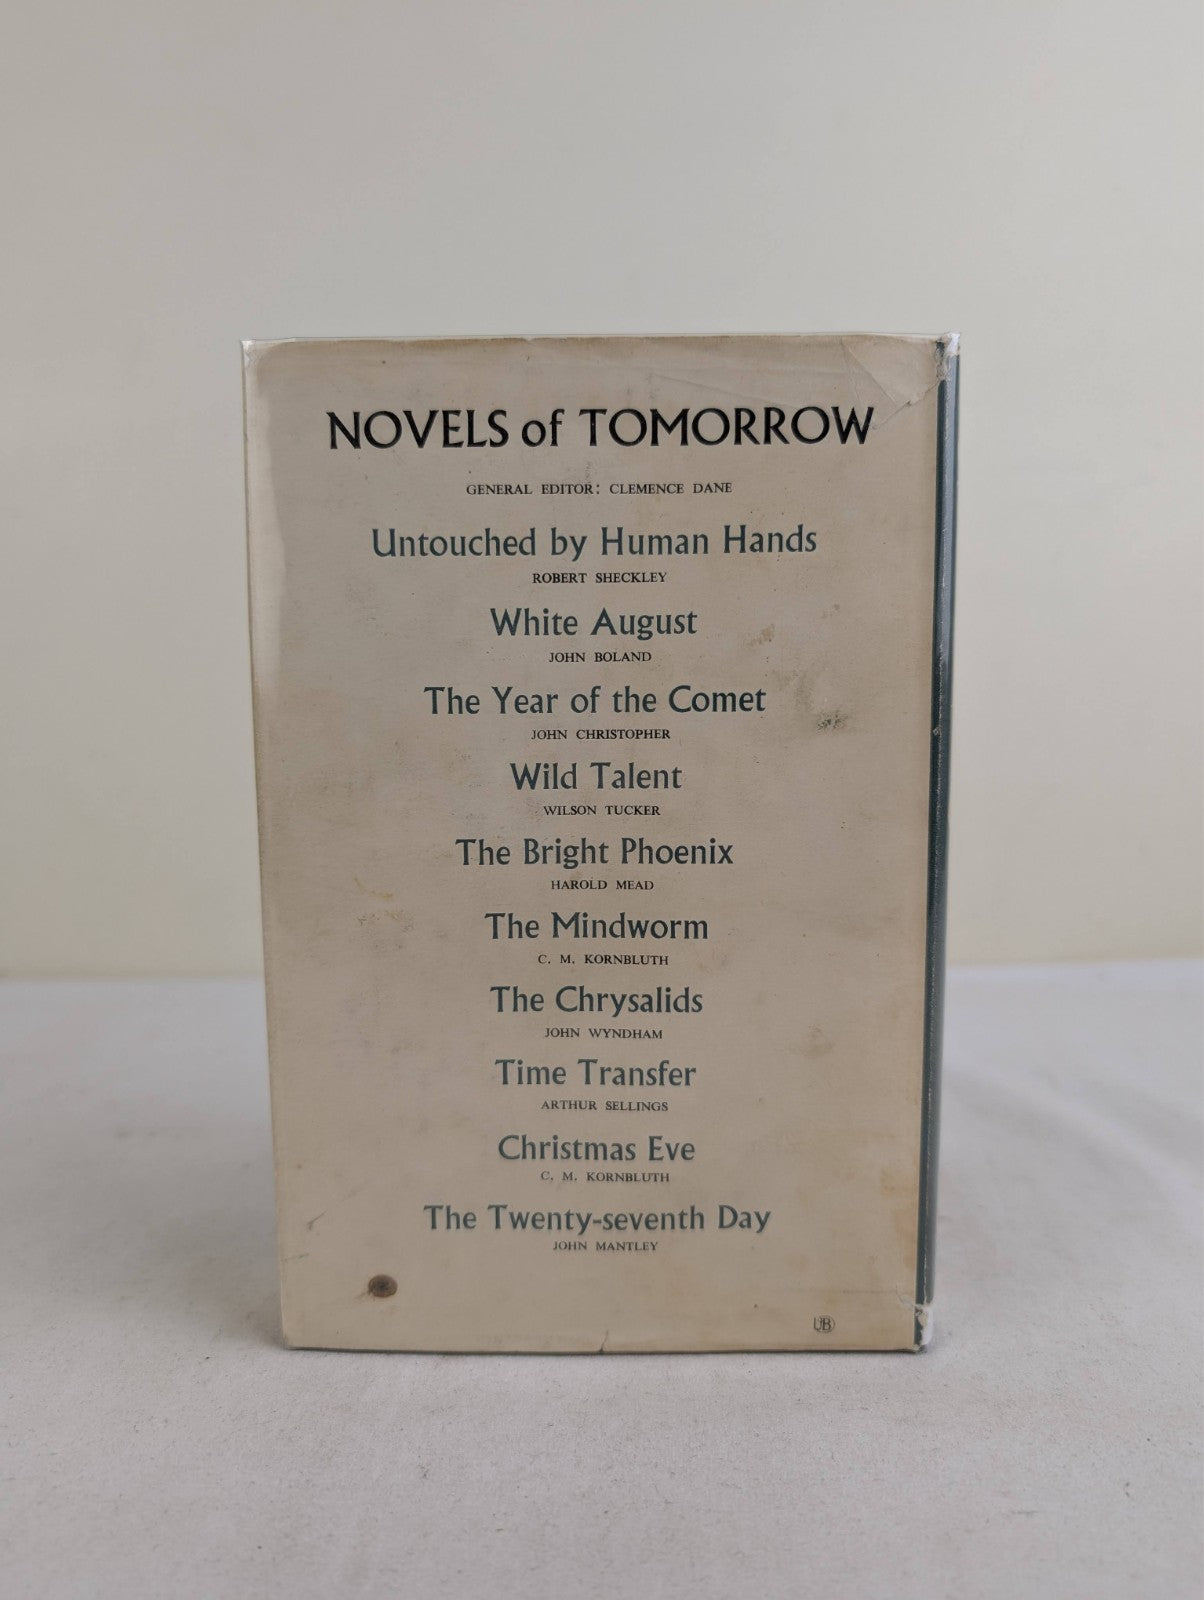 NOVELS of TOMORROW
GENERAL EDITOR: CLEMENCE DANE
Untouched by Human Hands
ROBERT SHECKLEY
White August
JOHN BOLAND
The Year of the Comet
JOHN CHRISTOPHER
Wild Talent
WILSON TUCKER
The Bright Phoenix
HAROLD MEAD
The Mindworm
C. M. KORNBLUTH
The Chrysalids
JOHN WYNDHAM
Time Transfer
ARTHUR SELLINGS
Christmas Eve
C. M. KORNBLUTH
The Twenty-seventh Day
JOHN MANTLEY